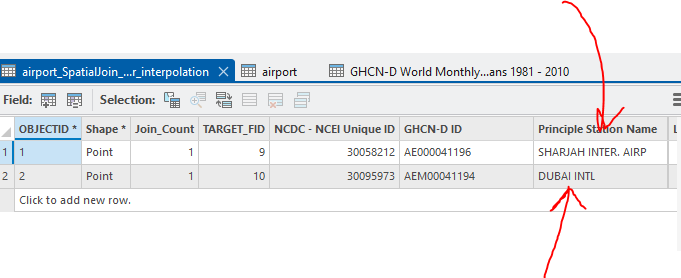 airport_SpatialJoin_...r_interpolation airport GHCN-D World Monthly...ans 1981 - 2010
Field: Selection:
OBJECTID * Shape * Join_Count TARGET_FID NCDC - NCEI Unique ID GHCN-D ID Principle Station Name L
1 1 Point 1 9 30058212 AE000041196 SHARJAH INTER. AIRP
2 2 Point 1 10 30095973 AEM00041194 DUBAI INTL
Click to add new row.